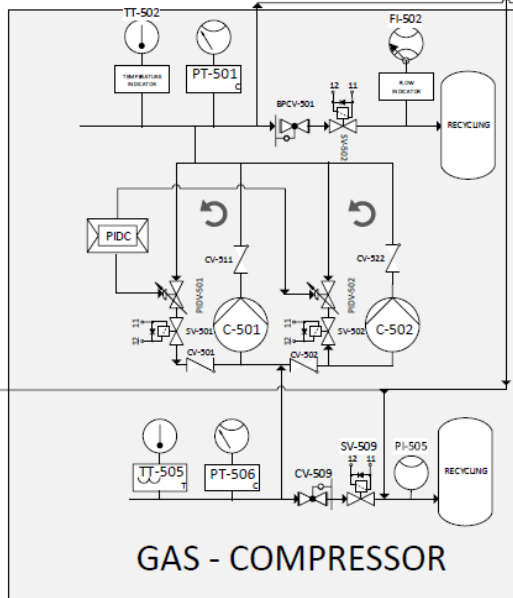 TT-502
FI-502
TEMPERATURE
INDICATOR
PT-501
C
12 11
BPCV-501
SV-502
FLOW
INDICATOR
RECYCLING
PIDC
CV-511
CV-522
PIDV-501
PIDV-502
11
12
SV-501
C-501
11
12
SV-502
C-502
CV-501
CV-502
TT-505
T
PT-506
C
SV-509
12 11
CV-509
PI-505
RECYCLING
GAS - COMPRESSOR